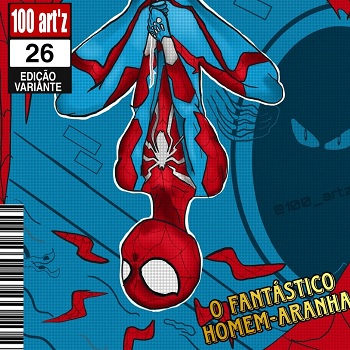 100 art'z
26
EDIÇÃO
VARIANTE
@100_artz
O FANTÁSTICO
HOMEM-ARANHA